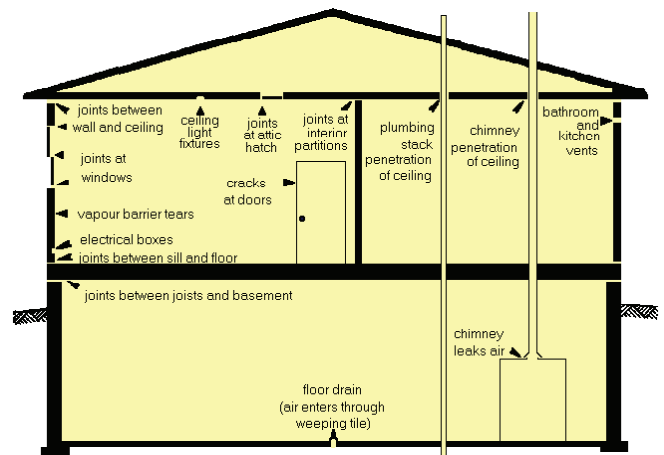 joints between
wall and ceiling
ceiling
light
fixtures
joints
at attic
hatch
joints at
interior
partitions
plumbing
stack
penetration
of ceiling
chimney
penetration
of ceiling
bathroom
and
kitchen
vents
joints at
windows
cracks
at doors
vapour barrier tears
electrical boxes
joints between sill and floor
joints between joists and basement
chimney
leaks air
floor drain
(air enters through
weeping tile)